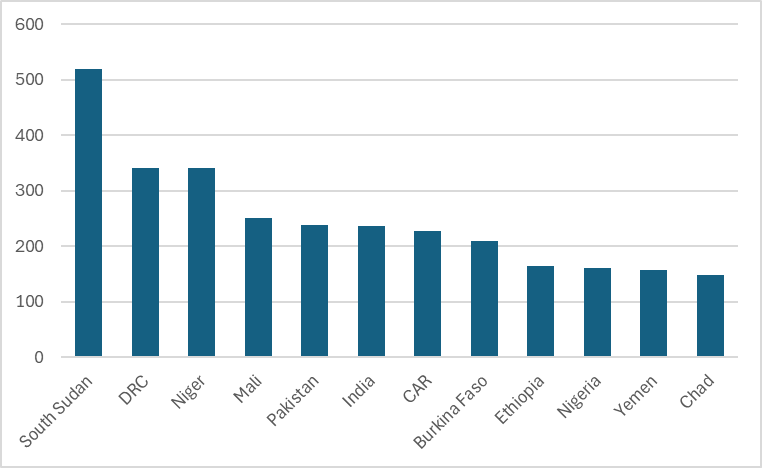 600
500
400
300
200
100
0
South Sudan
DRC
Niger
Mali
Pakistan
India
CAR
Burkina Faso
Ethiopia
Nigeria
Yemen
Chad